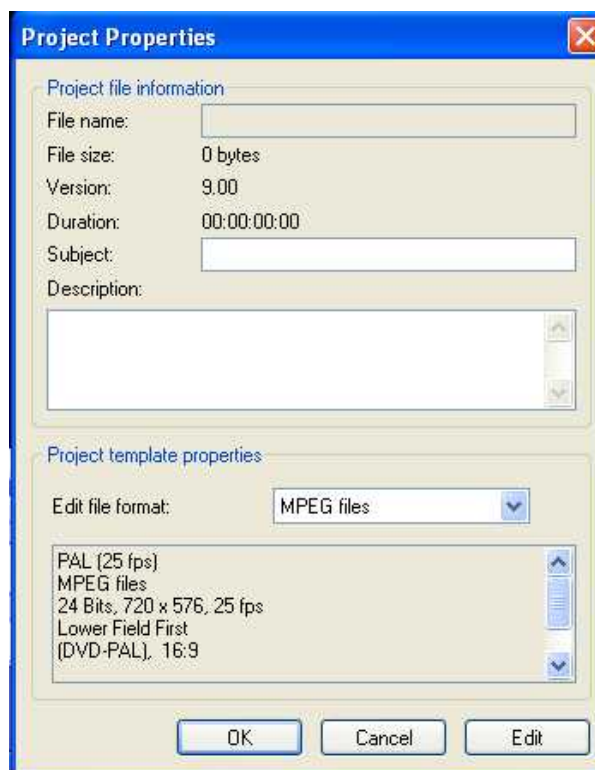 Project Properties
Project file information
File name:
File size: 0 bytes
Version: 9.00
Duration: 00:00:00:00
Subject:
Description:
Project template properties
Edit file format: MPEG files
PAL (25 fps)
MPEG files
24 Bits, 720 x 576, 25 fps
Lower Field First
(DVD-PAL), 16:9
OK Cancel Edit